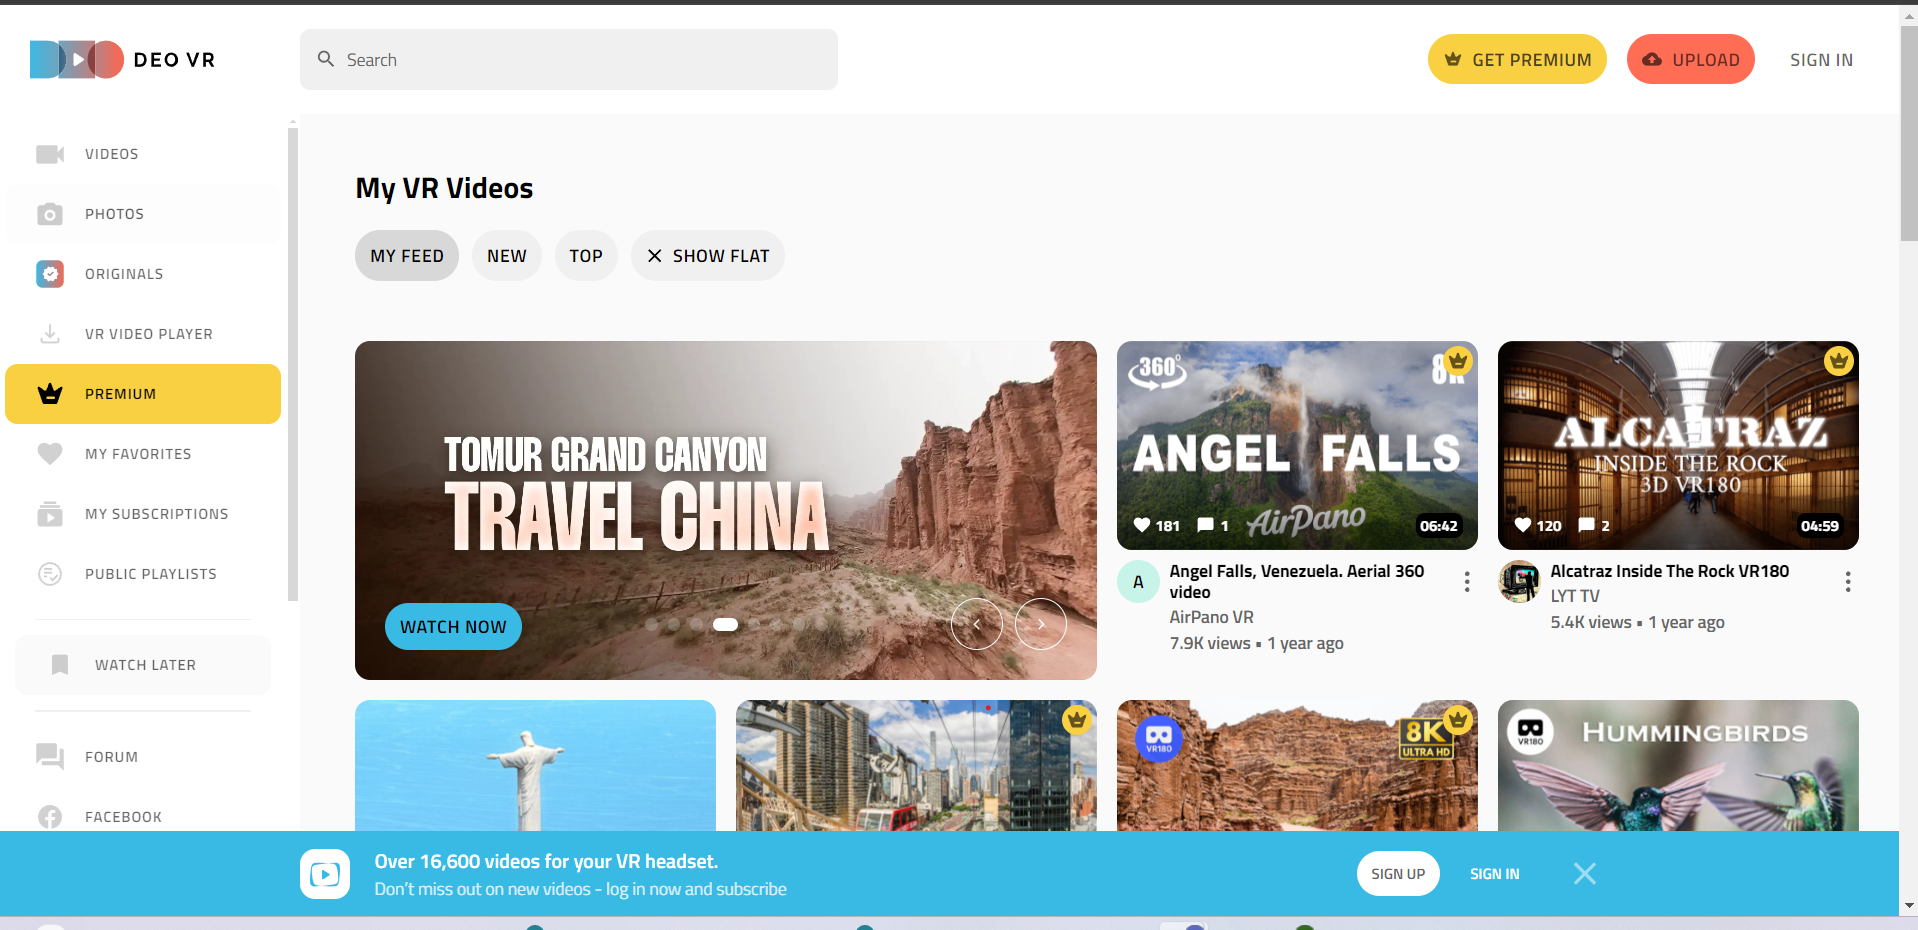 DEO VR
Search
GET PREMIUM
UPLOAD
SIGN IN
VIDEOS
PHOTOS
ORIGINALS
VR VIDEO PLAYER
PREMIUM
MY FAVORITES
MY SUBSCRIPTIONS
PUBLIC PLAYLISTS
WATCH LATER
FORUM
FACEBOOK
My VR Videos
MY FEED
NEW
TOP
SHOW FLAT
TOMUR GRAND CANYON
TRAVEL CHINA
WATCH NOW
360°
8K
ANGEL FALLS
AirPano
181
1
06:42
A
Angel Falls, Venezuela. Aerial 360
video
AirPano VR
7.9K views • 1 year ago
ALCATRAZ
INSIDE THE ROCK
3D VR180
120
2
04:59
Alcatraz Inside The Rock VR180
LYT TV
5.4K views • 1 year ago
VR180
8K
ULTRA HD
VR180
HUMMINGBIRDS
Over 16,600 videos for your VR headset.
Don't miss out on new videos - log in now and subscribe
SIGN UP
SIGN IN